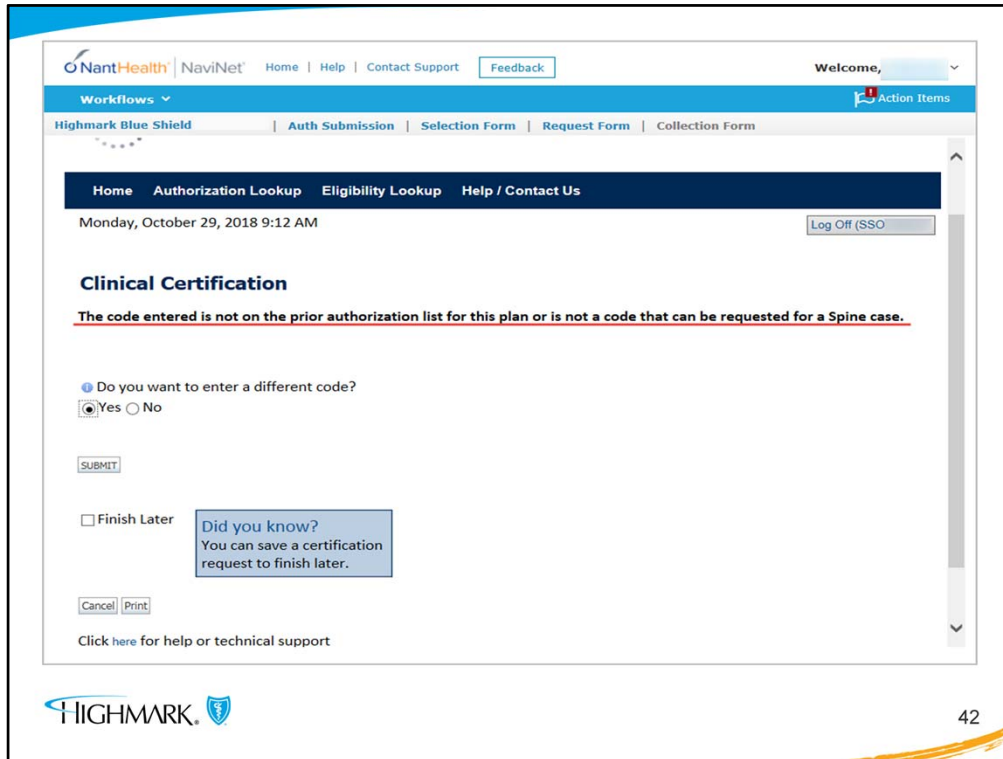 NantHealth® | NaviNet® Home | Help | Contact Support Feedback Welcome,
Workflows Action Items
Highmark Blue Shield | Auth Submission | Selection Form | Request Form | Collection Form
Home Authorization Lookup Eligibility Lookup Help / Contact Us
Monday, October 29, 2018 9:12 AM Log Off (SSO
Clinical Certification
The code entered is not on the prior authorization list for this plan or is not a code that can be requested for a Spine case.
Do you want to enter a different code?
Yes No
SUBMIT
Finish Later
Did you know?
You can save a certification
request to finish later.
Cancel Print
Click here for help or technical support
HIGHMARK.
42